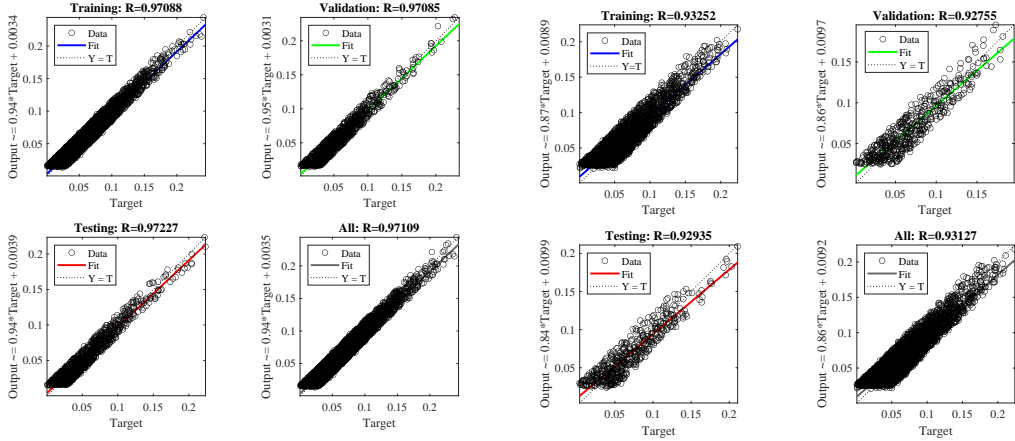 Training: R=0.97088
Output ~= 0.94*Target + 0.0034
0.2
0.15
0.1
0.05
Data
Fit
Y = T
0.05 0.1 0.15 0.2
Target
Validation: R=0.97085
Output ~= 0.95*Target + 0.0031
0.2
0.15
0.1
0.05
Data
Fit
Y = T
0.05 0.1 0.15 0.2
Target
Training: R=0.93252
Output ~= 0.87*Target + 0.0089
0.2
0.15
0.1
0.05
Data
Fit
Y=T
0.05 0.1 0.15 0.2
Target
Validation: R=0.92755
Output ~= 0.86*Target + 0.0097
0.2
0.15
0.1
0.05
Data
Fit
Y = T
0.05 0.1 0.15
Target
Testing: R=0.97227
Output ~= 0.94*Target + 0.0039
0.2
0.15
0.1
0.05
Data
Fit
Y = T
0.05 0.1 0.15 0.2
Target
All: R=0.97109
Output ~= 0.94*Target + 0.0035
0.2
0.15
0.1
0.05
Data
Fit
Y = T
0.05 0.1 0.15 0.2
Target
Testing: R=0.92935
Output ~= 0.84*Target + 0.0099
0.2
0.15
0.1
0.05
Data
Fit
Y = T
0.05 0.1 0.15 0.2
Target
All: R=0.93127
Output ~= 0.86*Target + 0.0092
0.2
0.15
0.1
0.05
Data
Fit
Y = T
0.05 0.1 0.15 0.2
Target